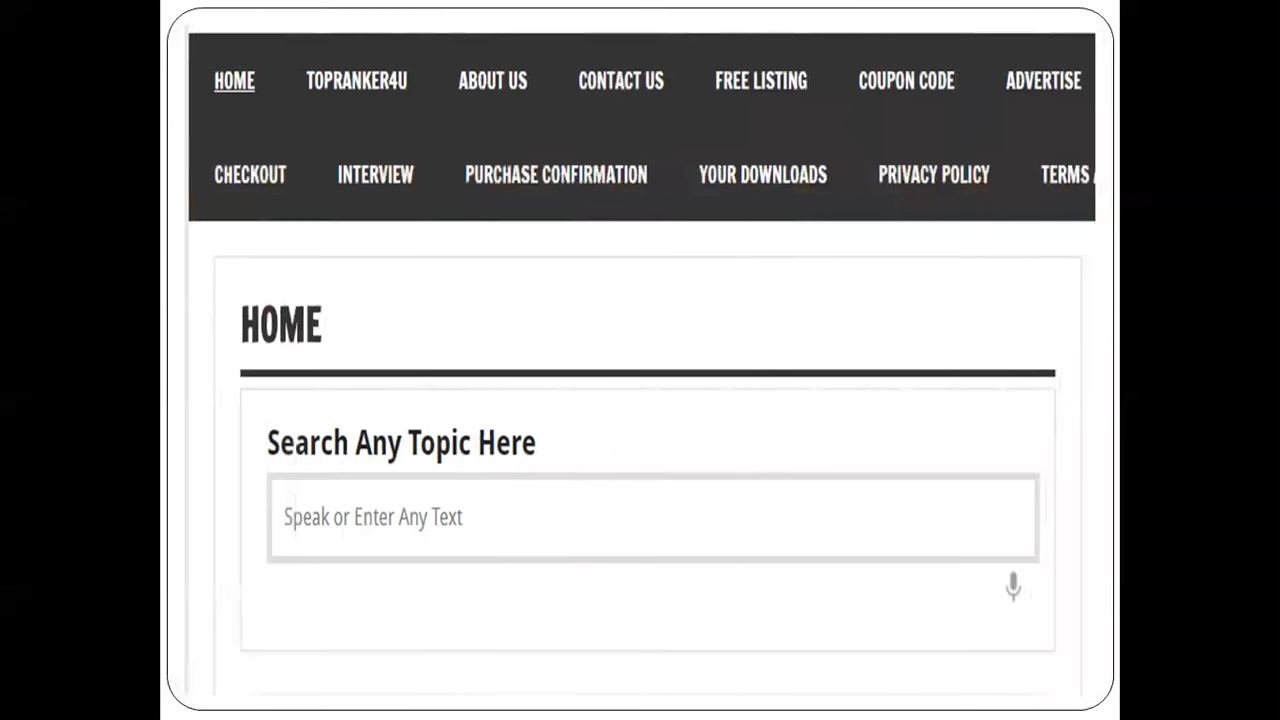 HOME TOPRANKER4U ABOUT US CONTACT US FREE LISTING COUPON CODE ADVERTISE
CHECKOUT INTERVIEW PURCHASE CONFIRMATION YOUR DOWNLOADS PRIVACY POLICY TERMS
HOME
Search Any Topic Here
Speak or Enter Any Text